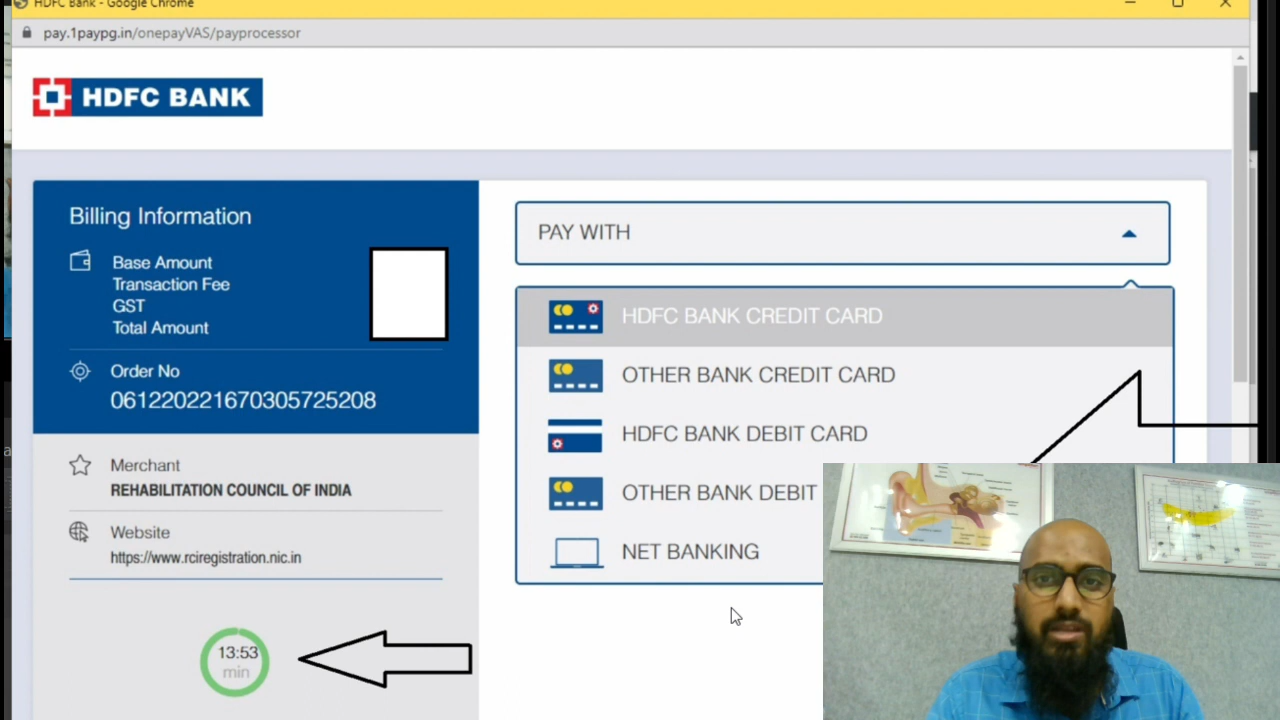 HDFC Bank - Google Chrome
pay.1paypg.in/onepayVAS/payprocessor
HDFC BANK
Billing Information
Base Amount
Transaction Fee
GST
Total Amount
Order No
061220221670305725208
Merchant
REHABILITATION COUNCIL OF INDIA
Website
https://www.rciregistration.nic.in
13:53
min
PAY WITH
HDFC BANK CREDIT CARD
OTHER BANK CREDIT CARD
HDFC BANK DEBIT CARD
OTHER BANK DEBIT
NET BANKING